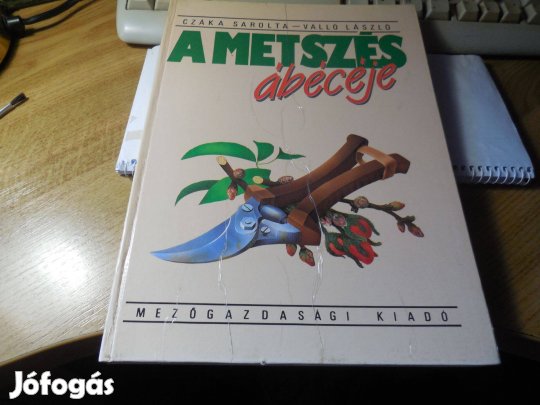 CZÁKA SAROLTA–VALLÓ LÁSZLÓ
A METSZÉS
ábécéje
MEZŐGAZDASÁGI KIADÓ
Jófogás